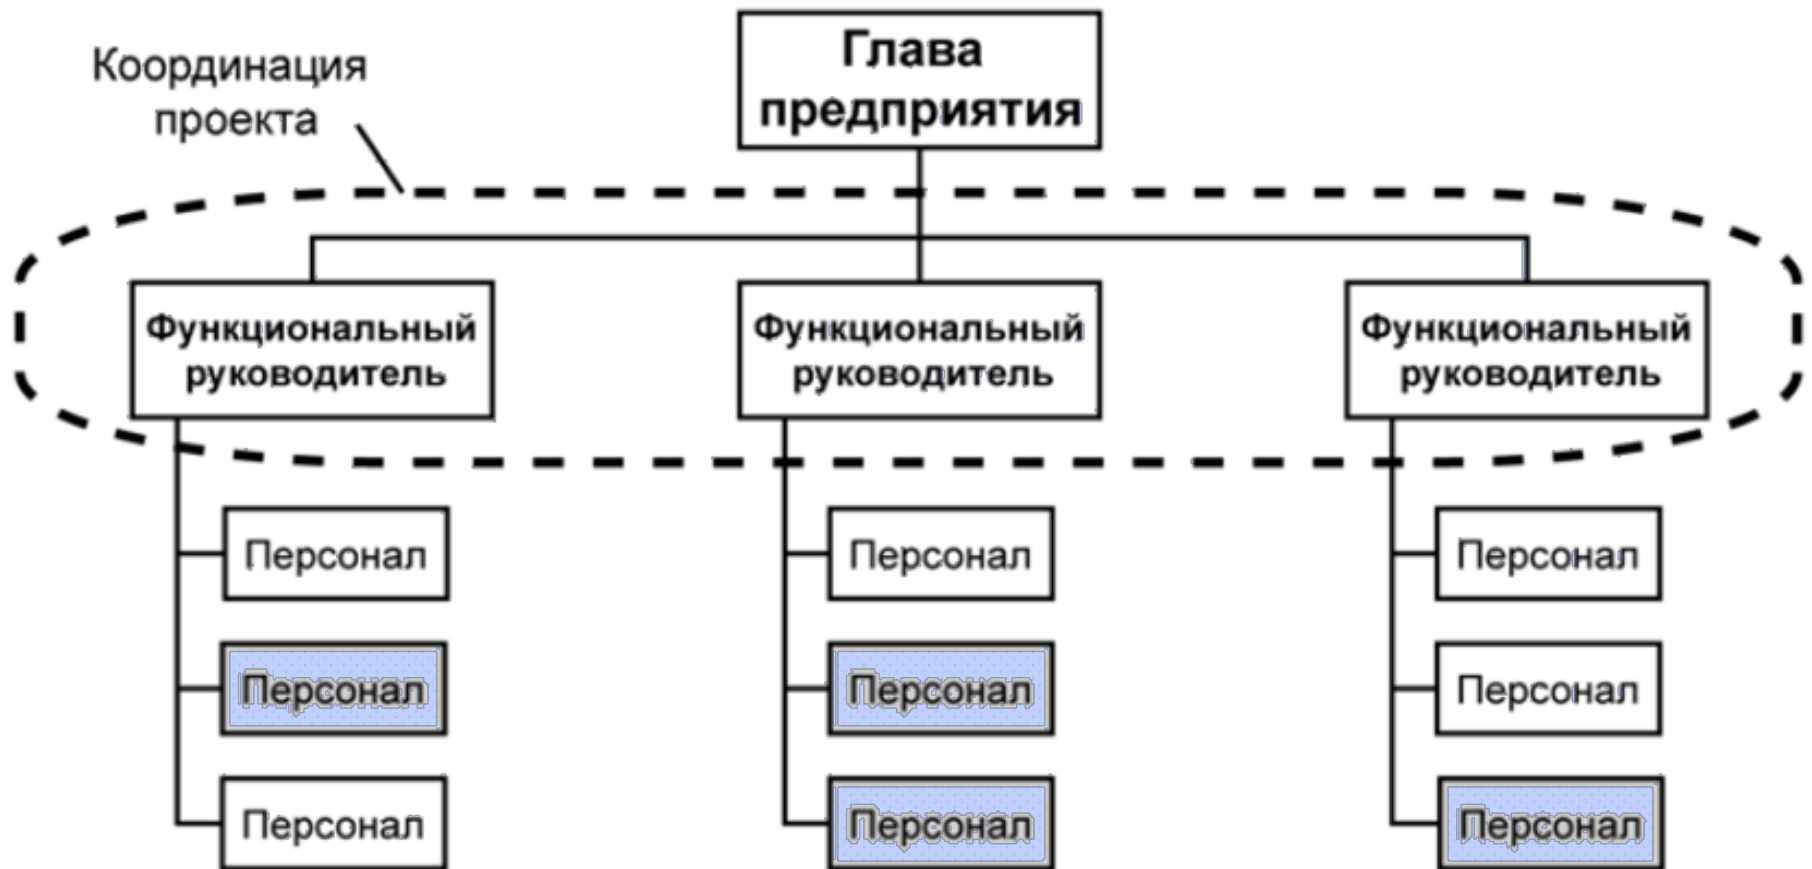 Координация
проекта
Глава
предприятия
Функциональный
руководитель
Функциональный
руководитель
Функциональный
руководитель
Персонал
Персонал
Персонал
Персонал
Персонал
Персонал
Персонал
Персонал
Персонал